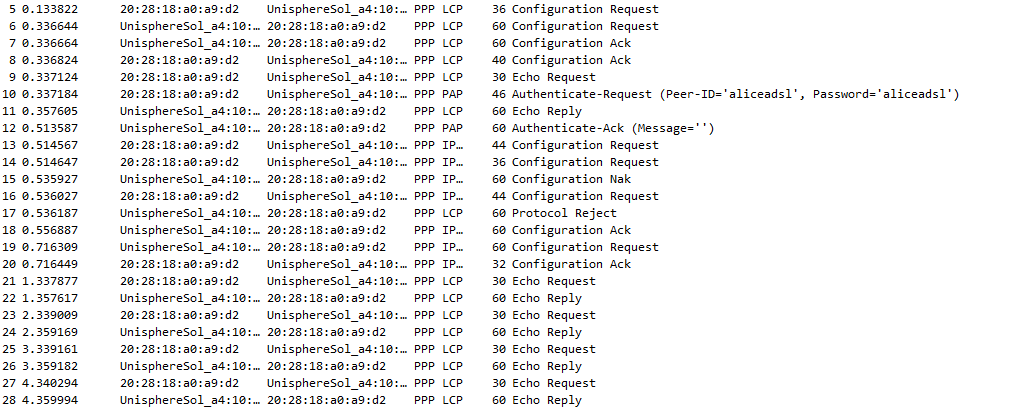 5 0.133822 20:28:18:a0:a9:d2 UnisphereSol_a4:10:… PPP LCP 36 Configuration Request
6 0.336644 UnisphereSol_a4:10:… 20:28:18:a0:a9:d2 PPP LCP 60 Configuration Request
7 0.336664 UnisphereSol_a4:10:… 20:28:18:a0:a9:d2 PPP LCP 60 Configuration Ack
8 0.336824 20:28:18:a0:a9:d2 UnisphereSol_a4:10:… PPP LCP 40 Configuration Ack
9 0.337124 20:28:18:a0:a9:d2 UnisphereSol_a4:10:… PPP LCP 30 Echo Request
10 0.337184 20:28:18:a0:a9:d2 UnisphereSol_a4:10:… PPP PAP 46 Authenticate-Request (Peer-ID='aliceadsl', Password='aliceadsl')
11 0.357605 UnisphereSol_a4:10:… 20:28:18:a0:a9:d2 PPP LCP 60 Echo Reply
12 0.513587 UnisphereSol_a4:10:… 20:28:18:a0:a9:d2 PPP PAP 60 Authenticate-Ack (Message='')
13 0.514567 20:28:18:a0:a9:d2 UnisphereSol_a4:10:… PPP IP… 44 Configuration Request
14 0.514647 20:28:18:a0:a9:d2 UnisphereSol_a4:10:… PPP IP… 36 Configuration Request
15 0.535927 UnisphereSol_a4:10:… 20:28:18:a0:a9:d2 PPP IP… 60 Configuration Nak
16 0.536027 20:28:18:a0:a9:d2 UnisphereSol_a4:10:… PPP IP… 44 Configuration Request
17 0.536187 UnisphereSol_a4:10:… 20:28:18:a0:a9:d2 PPP LCP 60 Protocol Reject
18 0.556887 UnisphereSol_a4:10:… 20:28:18:a0:a9:d2 PPP IP… 60 Configuration Ack
19 0.716309 UnisphereSol_a4:10:… 20:28:18:a0:a9:d2 PPP IP… 60 Configuration Request
20 0.716449 20:28:18:a0:a9:d2 UnisphereSol_a4:10:… PPP IP… 32 Configuration Ack
21 1.337877 20:28:18:a0:a9:d2 UnisphereSol_a4:10:… PPP LCP 30 Echo Request
22 1.357617 UnisphereSol_a4:10:… 20:28:18:a0:a9:d2 PPP LCP 60 Echo Reply
23 2.339009 20:28:18:a0:a9:d2 UnisphereSol_a4:10:… PPP LCP 30 Echo Request
24 2.359169 UnisphereSol_a4:10:… 20:28:18:a0:a9:d2 PPP LCP 60 Echo Reply
25 3.339161 20:28:18:a0:a9:d2 UnisphereSol_a4:10:… PPP LCP 30 Echo Request
26 3.359182 UnisphereSol_a4:10:… 20:28:18:a0:a9:d2 PPP LCP 60 Echo Reply
27 4.340294 20:28:18:a0:a9:d2 UnisphereSol_a4:10:… PPP LCP 30 Echo Request
28 4.359994 UnisphereSol_a4:10:… 20:28:18:a0:a9:d2 PPP LCP 60 Echo Reply